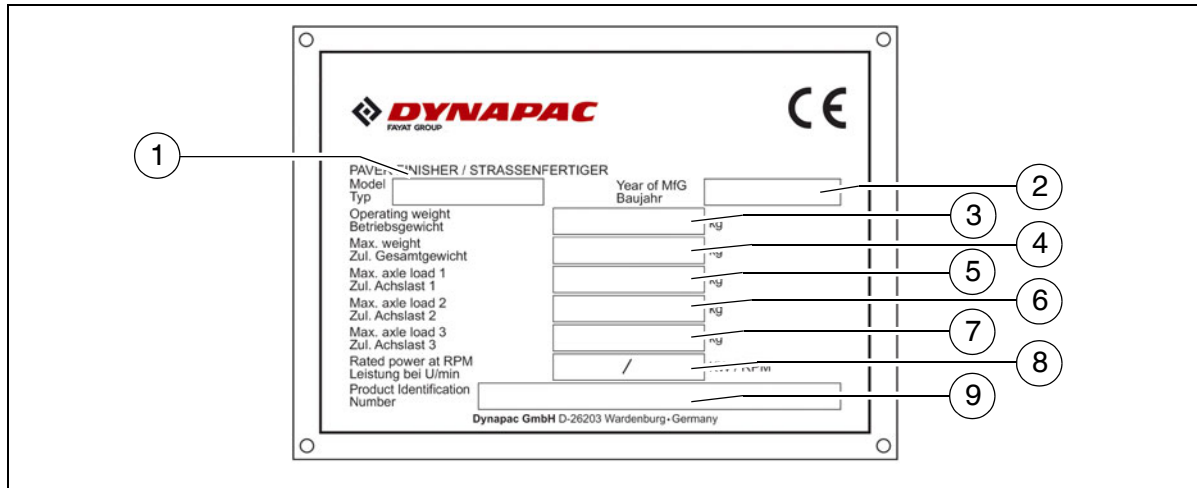 DYNAPAC
FAYAT GROUP
CE
1
PAVER FINISHER / STRASSENFERTIGER
Model
Typ
Year of MfG
Baujahr
2
Operating weight
Betriebsgewicht
kg
3
Max. weight
Zul. Gesamtgewicht
kg
4
Max. axle load 1
Zul. Achslast 1
kg
5
Max. axle load 2
Zul. Achslast 2
kg
6
Max. axle load 3
Zul. Achslast 3
kg
7
Rated power at RPM
Leistung bei U/min
/
KW / RPM
8
Product Identification
Number
9
Dynapac GmbH D-26203 Wardenburg•Germany